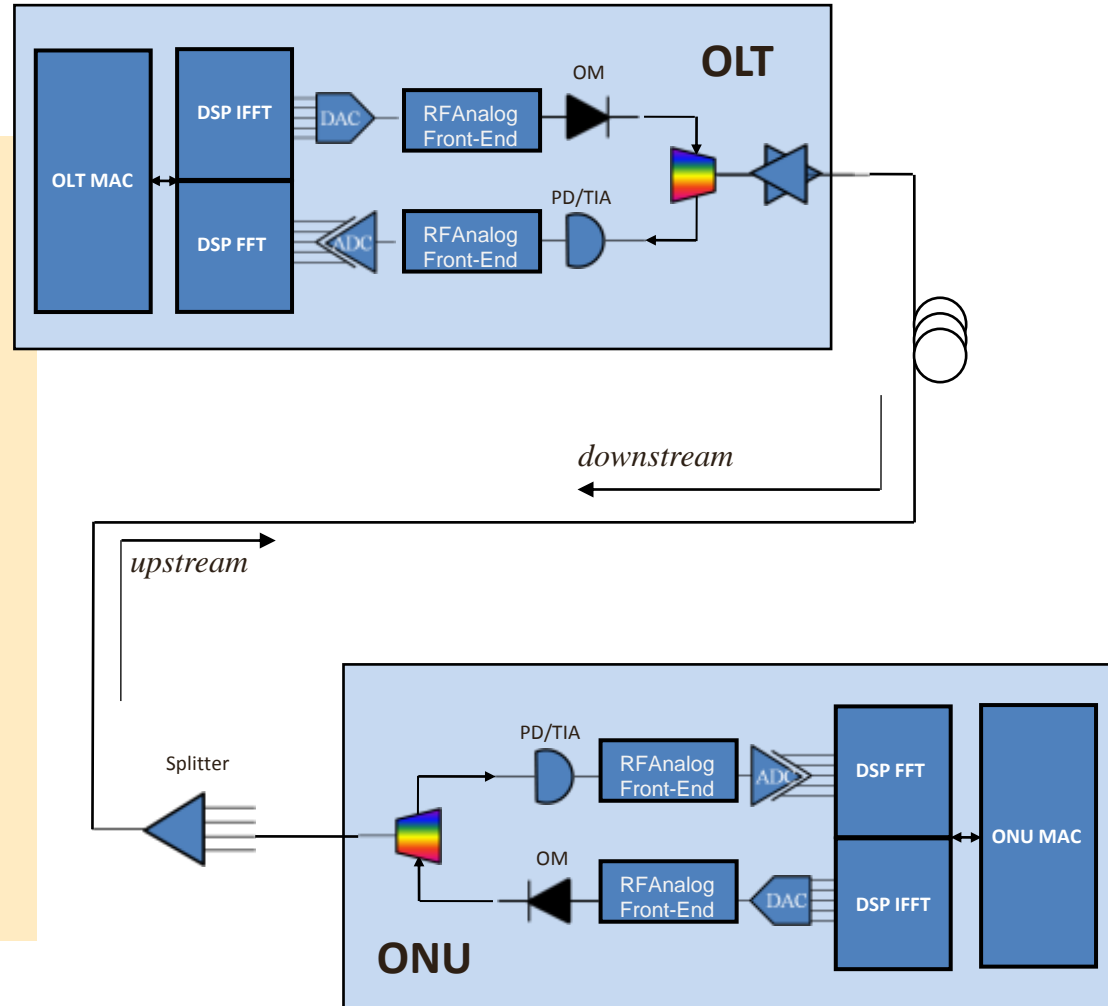 OLT
OM
DSP IFFT
DAC
RFAnalog
Front-End
OLT MAC
PD/TIA
DSP FFT
ADC
RFAnalog
Front-End
downstream
upstream
Splitter
PD/TIA
RFAnalog
Front-End
ADC
DSP FFT
ONU MAC
OM
RFAnalog
Front-End
DAC
DSP IFFT
ONU